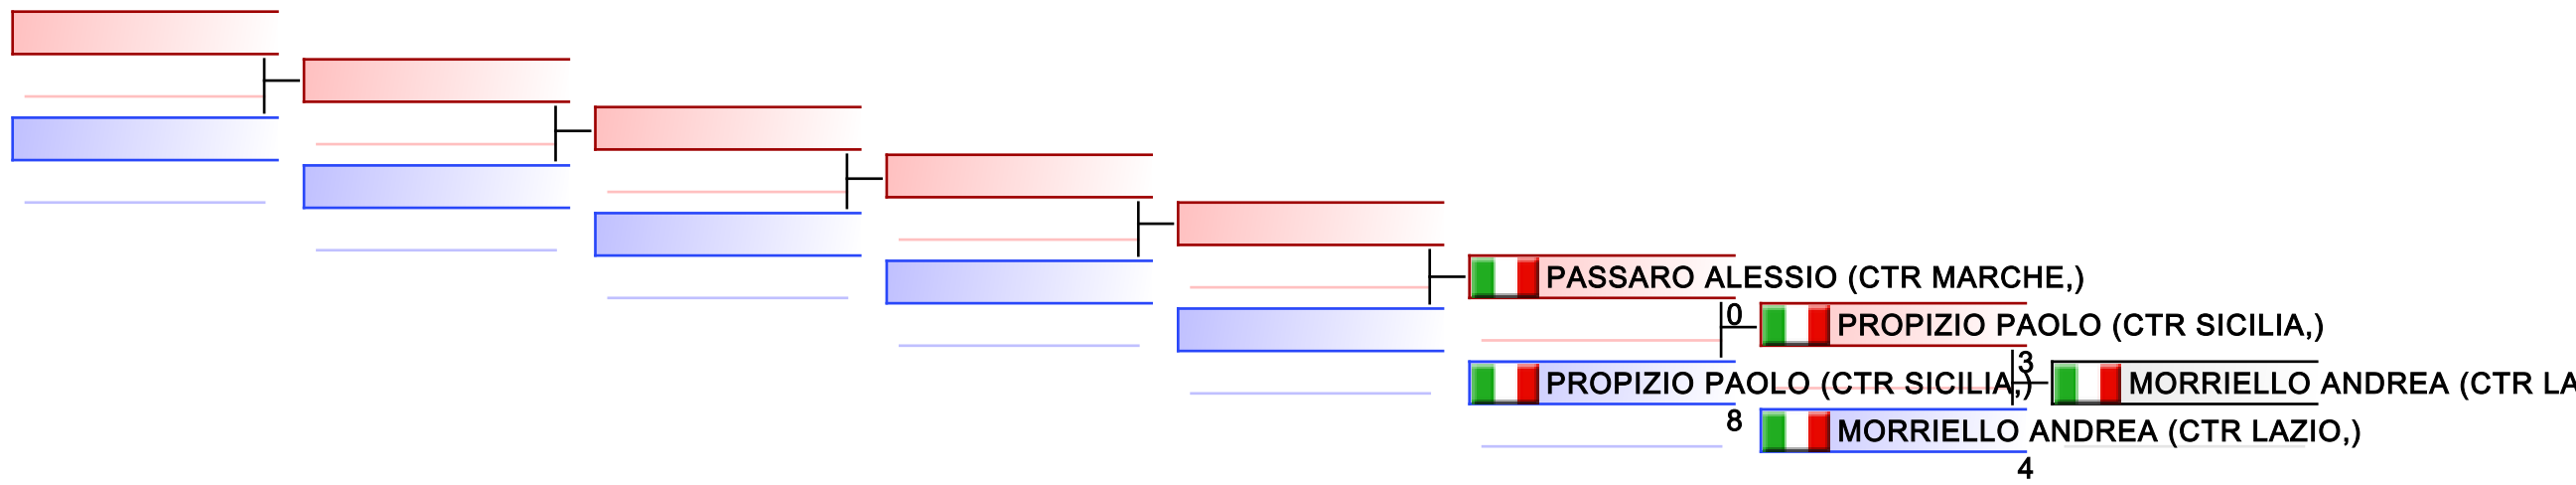 PASSARO ALESSIO (CTR MARCHE,)
0
PROPIZIO PAOLO (CTR SICILIA,)
3
PROPIZIO PAOLO (CTR SICILIA,)
MORRIELLO ANDREA (CTR LA
8
MORRIELLO ANDREA (CTR LAZIO,)
4